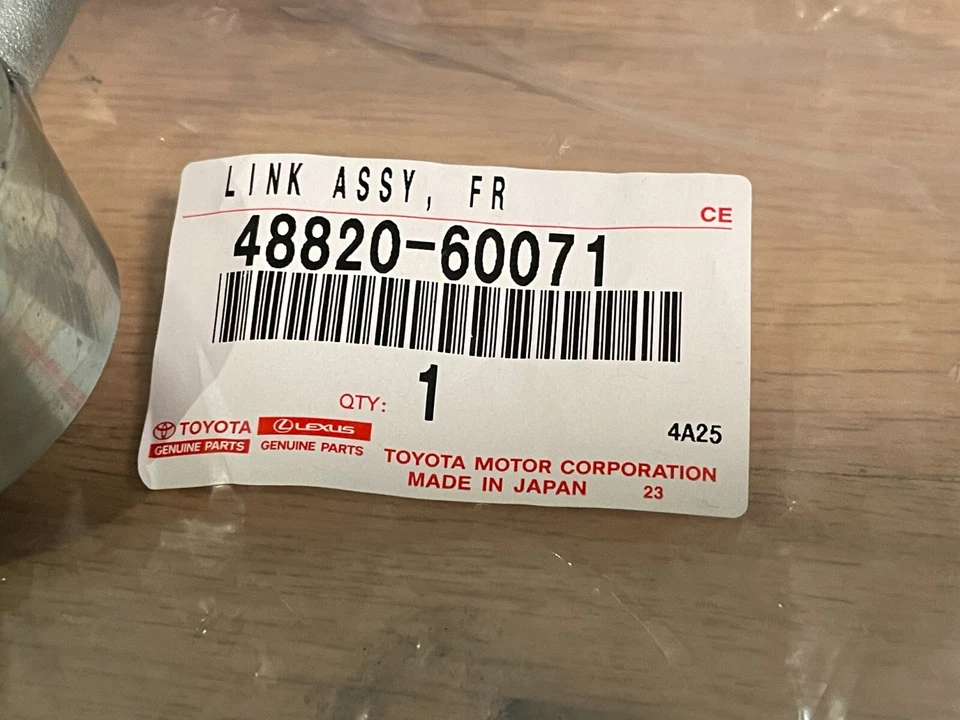 LINK ASSY, FR
CE
48820-60071
1
QTY:
4A25
TOYOTA
GENUINE PARTS
LEXUS
GENUINE PARTS
TOYOTA MOTOR CORPORATION
MADE IN JAPAN
23